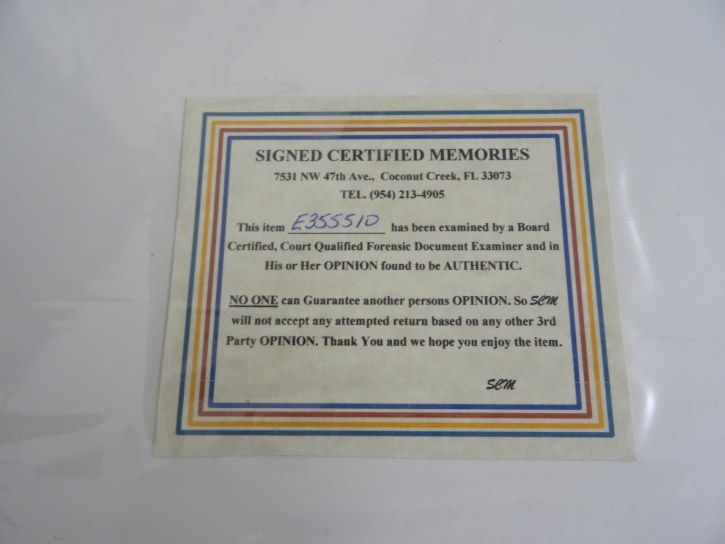 SIGNED CERTIFIED MEMORIES
7531 NW 47th Ave., Coconut Creek, FL 33073
TEL. (954) 213-4905
This item E355510 has been examined by a Board
Certified, Court Qualified Forensic Document Examiner and in
His or Her OPINION found to be AUTHENTIC.
NO ONE can Guarantee another persons OPINION. So SCM
will not accept any attempted return based on any other 3rd
Party OPINION. Thank You and we hope you enjoy the item.
SCM